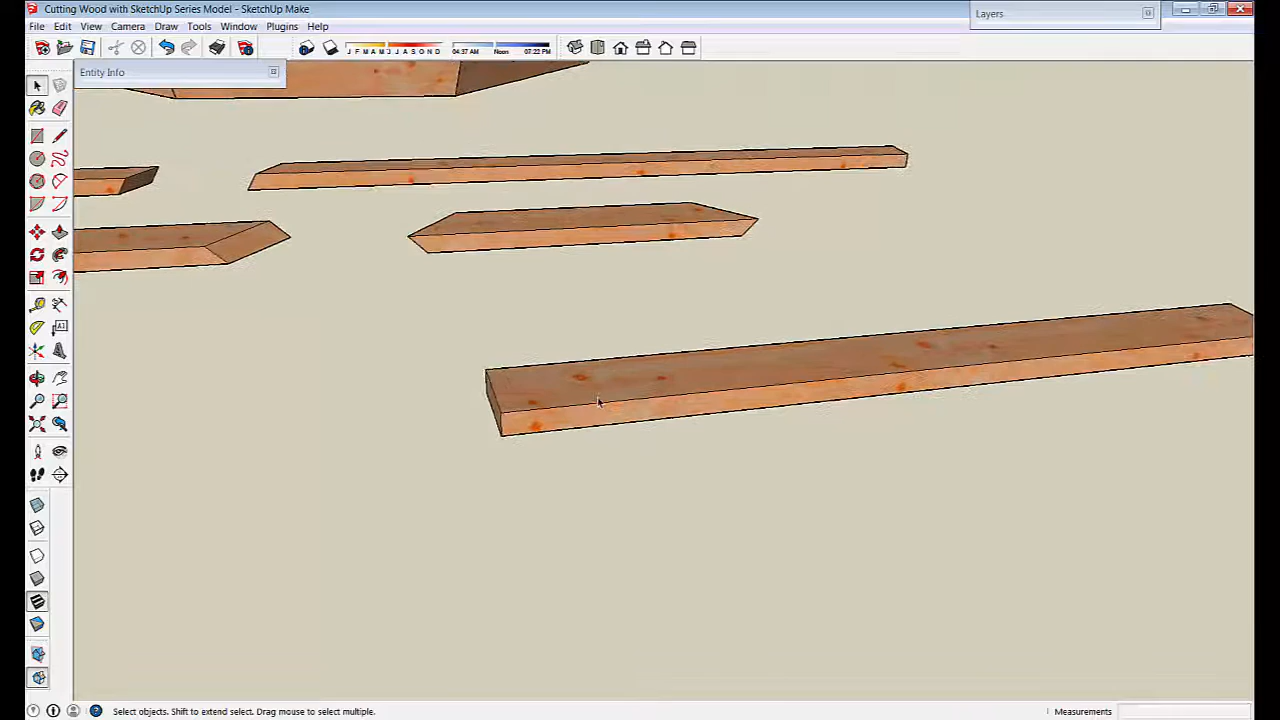 Cutting Wood with SketchUp Series Model - SketchUp Make
Layers
File Edit View Camera Draw Tools Window Plugins Help
J F M A M J J A S O N D
04:37 AM Noon 07:22 PM
Entity Info
A1
Select objects. Shift to extend select. Drag mouse to select multiple.
Measurements